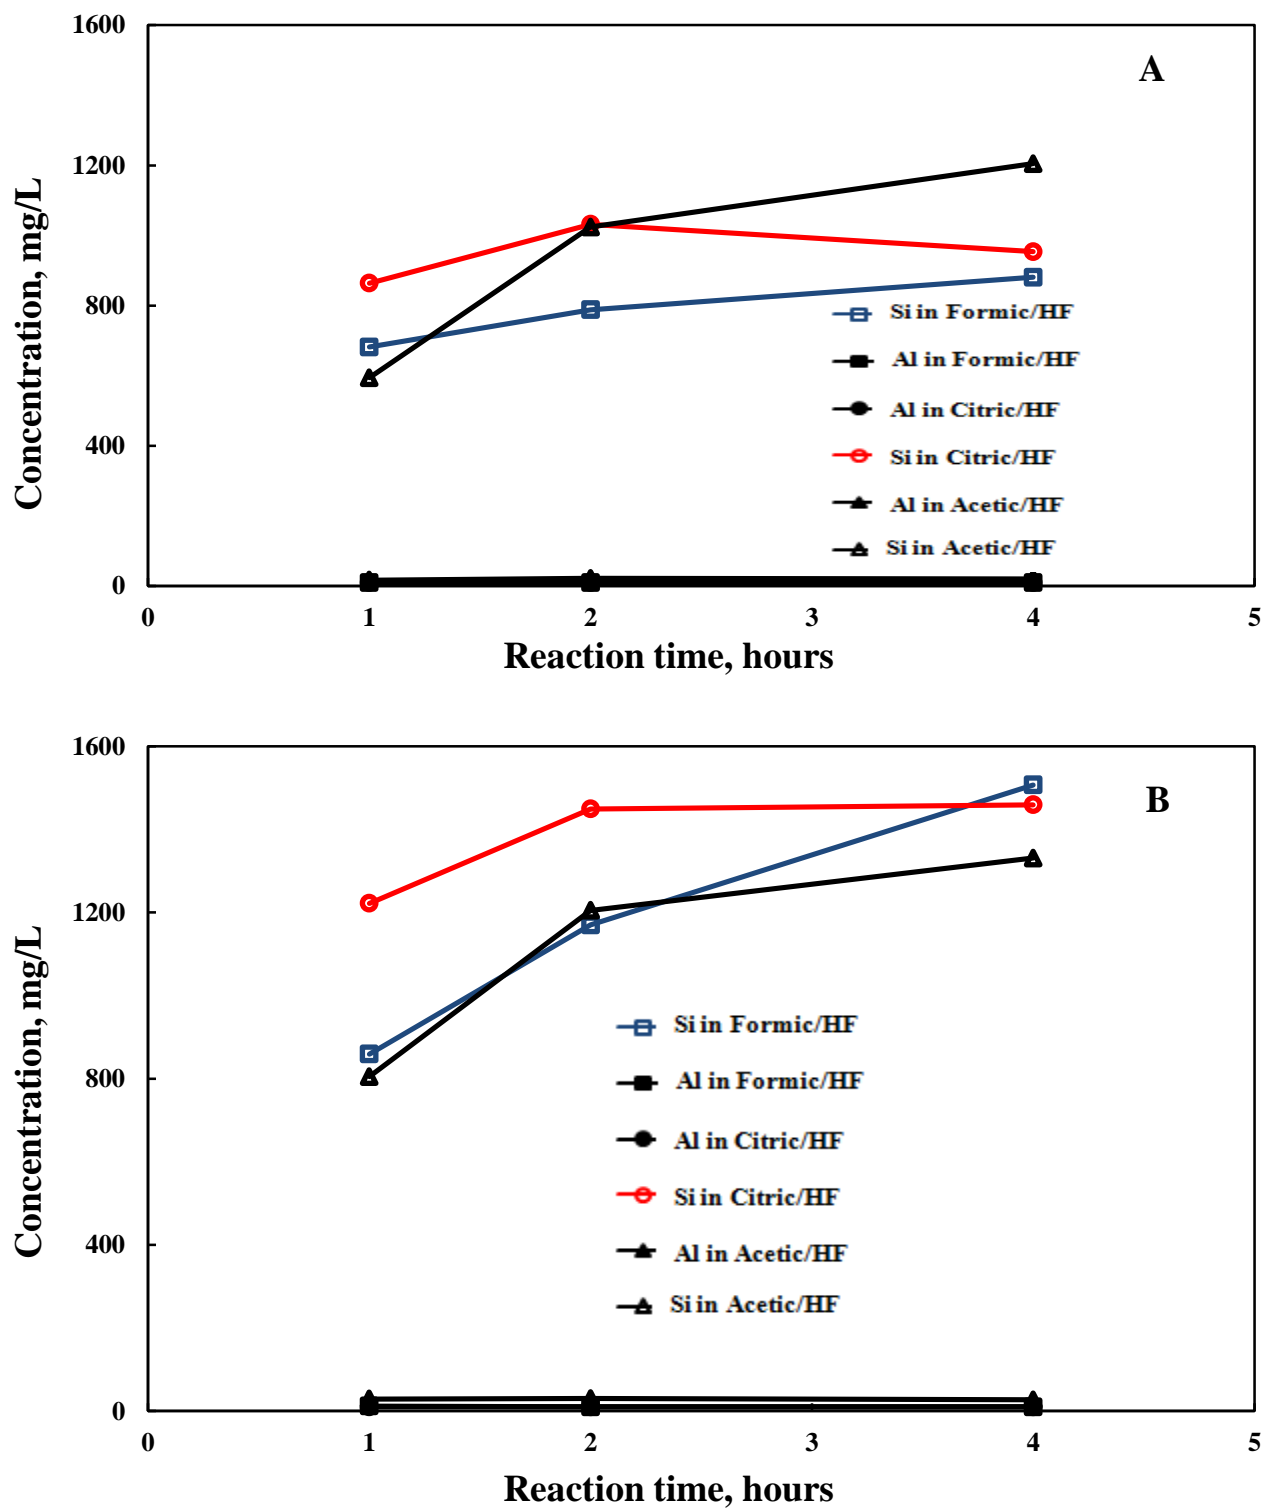 1600
A
1200
800
400
0
Concentration, mg/L
Si in Formic/HF
Al in Formic/HF
Al in Citric/HF
Si in Citric/HF
Al in Acetic/HF
Si in Acetic/HF
0 1 2 3 4 5
Reaction time, hours
1600
B
1200
800
400
0
Concentration, mg/L
Si in Formic/HF
Al in Formic/HF
Al in Citric/HF
Si in Citric/HF
Al in Acetic/HF
Si in Acetic/HF
0 1 2 3 4 5
Reaction time, hours